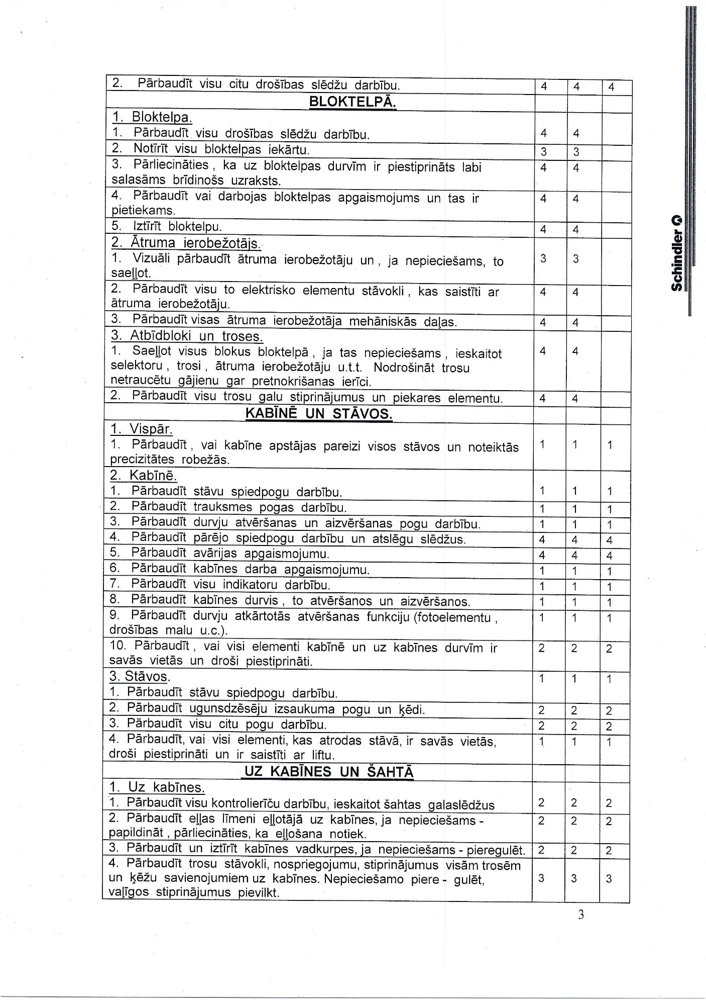 2. Pārbaudīt visu citu drošības slēdžu darbību. 4 4 4
BLOKTELPĀ.
1. Bloktelpa.
1. Pārbaudīt visu drošības slēdžu darbību. 4 4
2. Notīrīt visu bloktelpas iekārtu. 3 3
3. Pārliecināties , ka uz bloktelpas durvīm ir piestiprināts labi 4 4
salasāms brīdinošs uzraksts.
4. Pārbaudīt vai darbojas bloktelpas apgaismojums un tas ir 4 4
pietiekams.
5. Iztīrīt bloktelpu. 4 4
2. Ātruma ierobežotājs.
1. Vizuāli pārbaudīt ātruma ierobežotāju un , ja nepieciešams, to 3 3
saeļļot.
2. Pārbaudīt visu to elektrisko elementu stāvokli , kas saistīti ar 4 4
ātruma ierobežotāju.
3. Pārbaudīt visas ātruma ierobežotāja mehāniskās daļas. 4 4
3. Atbīdbloki un troses.
1. Saeļļot visus blokus bloktelpā , ja tas nepieciešams , ieskaitot 4 4
selektoru , trosi , ātruma ierobežotāju u.t.t. Nodrošināt trosu
netraucētu gājienu gar pretnokrišanas ierīci.
2. Pārbaudīt visu trosu galu stiprinājumus un piekares elementu. 4 4
KABĪNĒ UN STĀVOS.
1. Vispār.
1. Pārbaudīt , vai kabīne apstājas pareizi visos stāvos un noteiktās 1 1 1
precizitātes robežās.
2. Kabīnē.
1. Pārbaudīt stāvu spiedpogu darbību. 1 1 1
2. Pārbaudīt trauksmes pogas darbību. 1 1 1
3. Pārbaudīt durvju atvēršanas un aizvēršanas pogu darbību. 1 1 1
4. Pārbaudīt pārējo spiedpogu darbību un atslēgu slēdžus. 4 4 4
5. Pārbaudīt avārijas apgaismojumu. 4 4 4
6. Pārbaudīt kabīnes darba apgaismojumu. 1 1 1
7. Pārbaudīt visu indikatoru darbību. 1 1 1
8. Pārbaudīt kabīnes durvis , to atvēršanos un aizvēršanos. 1 1 1
9. Pārbaudīt durvju atkārtotās atvēršanas funkciju (fotoelementu , 1 1 1
drošības malu u.c.).
10. Pārbaudīt , vai visi elementi kabīnē un uz kabīnes durvīm ir 2 2 2
savās vietās un droši piestiprināti.
3. Stāvos. 1 1 1
1. Pārbaudīt stāvu spiedpogu darbību.
2. Pārbaudīt ugunsdzēsēju izsaukuma pogu un ķēdi. 2 2 2
3. Pārbaudīt visu citu pogu darbību. 2 2 2
4. Pārbaudīt, vai visi elementi, kas atrodas stāvā, ir savās vietās, 1 1 1
droši piestiprināti un ir saistīti ar liftu.
UZ KABĪNES UN ŠAHTĀ
1. Uz kabīnes.
1. Pārbaudīt visu kontrolierīču darbību, ieskaitot šahtas galaslēdžus 2 2 2
2. Pārbaudīt eļļas līmeni eļļotājā uz kabīnes, ja nepieciešams - 2 2 2
papildināt , pārliecināties, ka eļļošana notiek.
3. Pārbaudīt un iztīrīt kabīnes vadkurpes, ja nepieciešams - pieregulēt. 2 2 2
4. Pārbaudīt trosu stāvokli, nospriegojumu, stiprinājumus visām trosēm
un ķēžu savienojumiem uz kabīnes. Nepieciešamo piere - gulēt, 3 3 3
vaļīgos stiprinājumus pievilkt.
3
Schindler